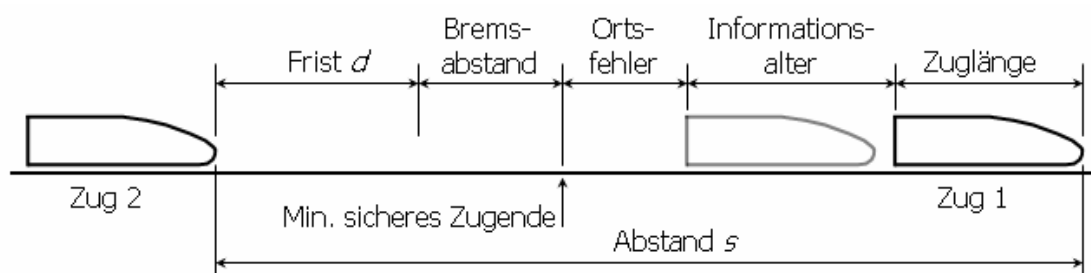 Brems-
abstand
Orts-
fehler
Informations-
alter
Frist d
Zuglänge
Zug 2
Zug 1
Min. sicheres Zugende
Abstand s